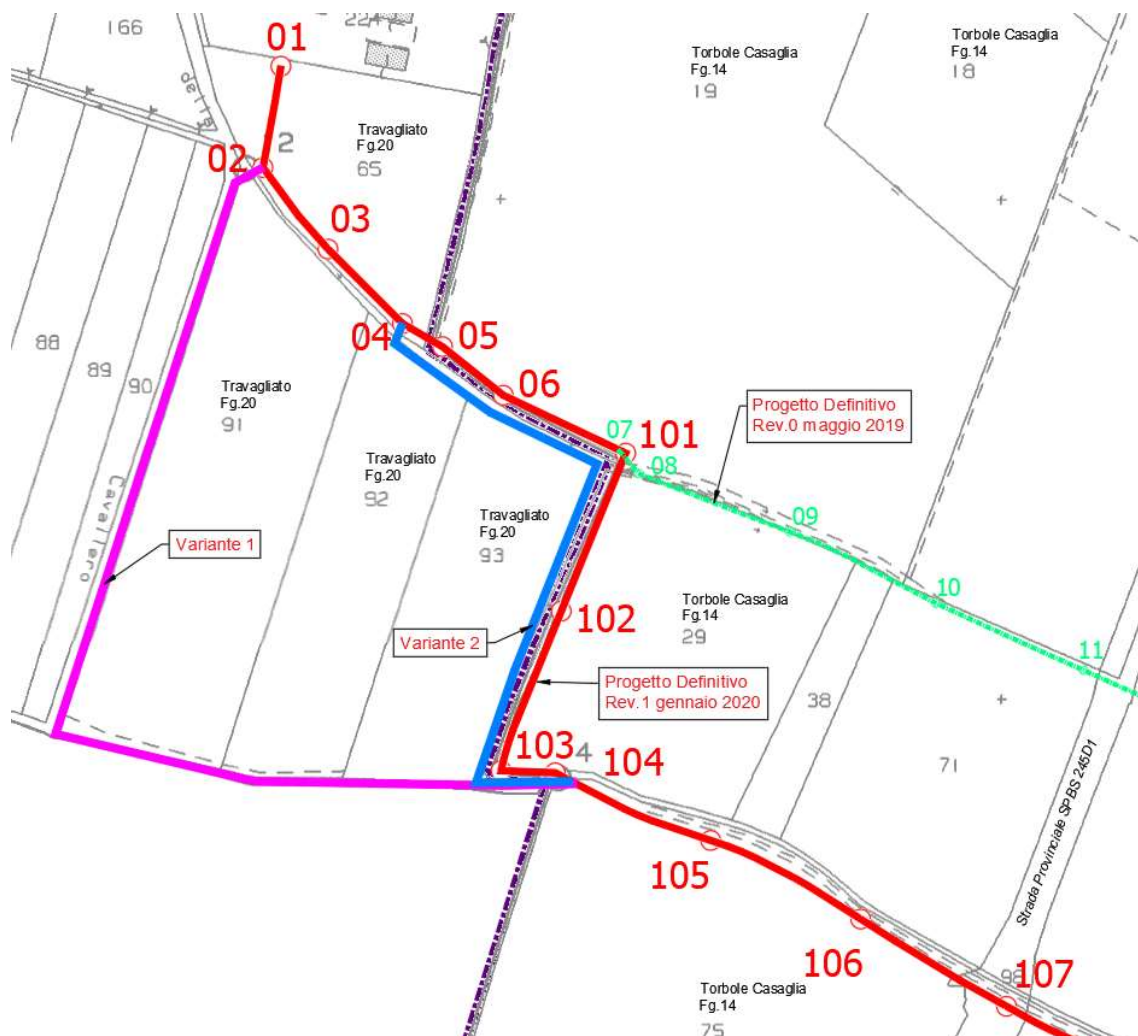 166
224
01
Torbole Casaglia
Fg.14
19
Torbole Casaglia
Fg.14
18
della
2
02
Travagliato
Fg.20
65
03
04
05
06
88
89
90
Travagliato
Fg.20
91
Travagliato
Fg.20
92
Cavallero
07
101
08
Progetto Definitivo
Rev.0 maggio 2019
09
10
11
Variante 1
Travagliato
Fg.20
93
102
Torbole Casaglia
Fg.14
29
Variante 2
Progetto Definitivo
Rev.1 gennaio 2020
38
71
103
4
104
105
Strada Provinciale SPBS 245D1
106
98
107
Torbole Casaglia
Fg.14
75